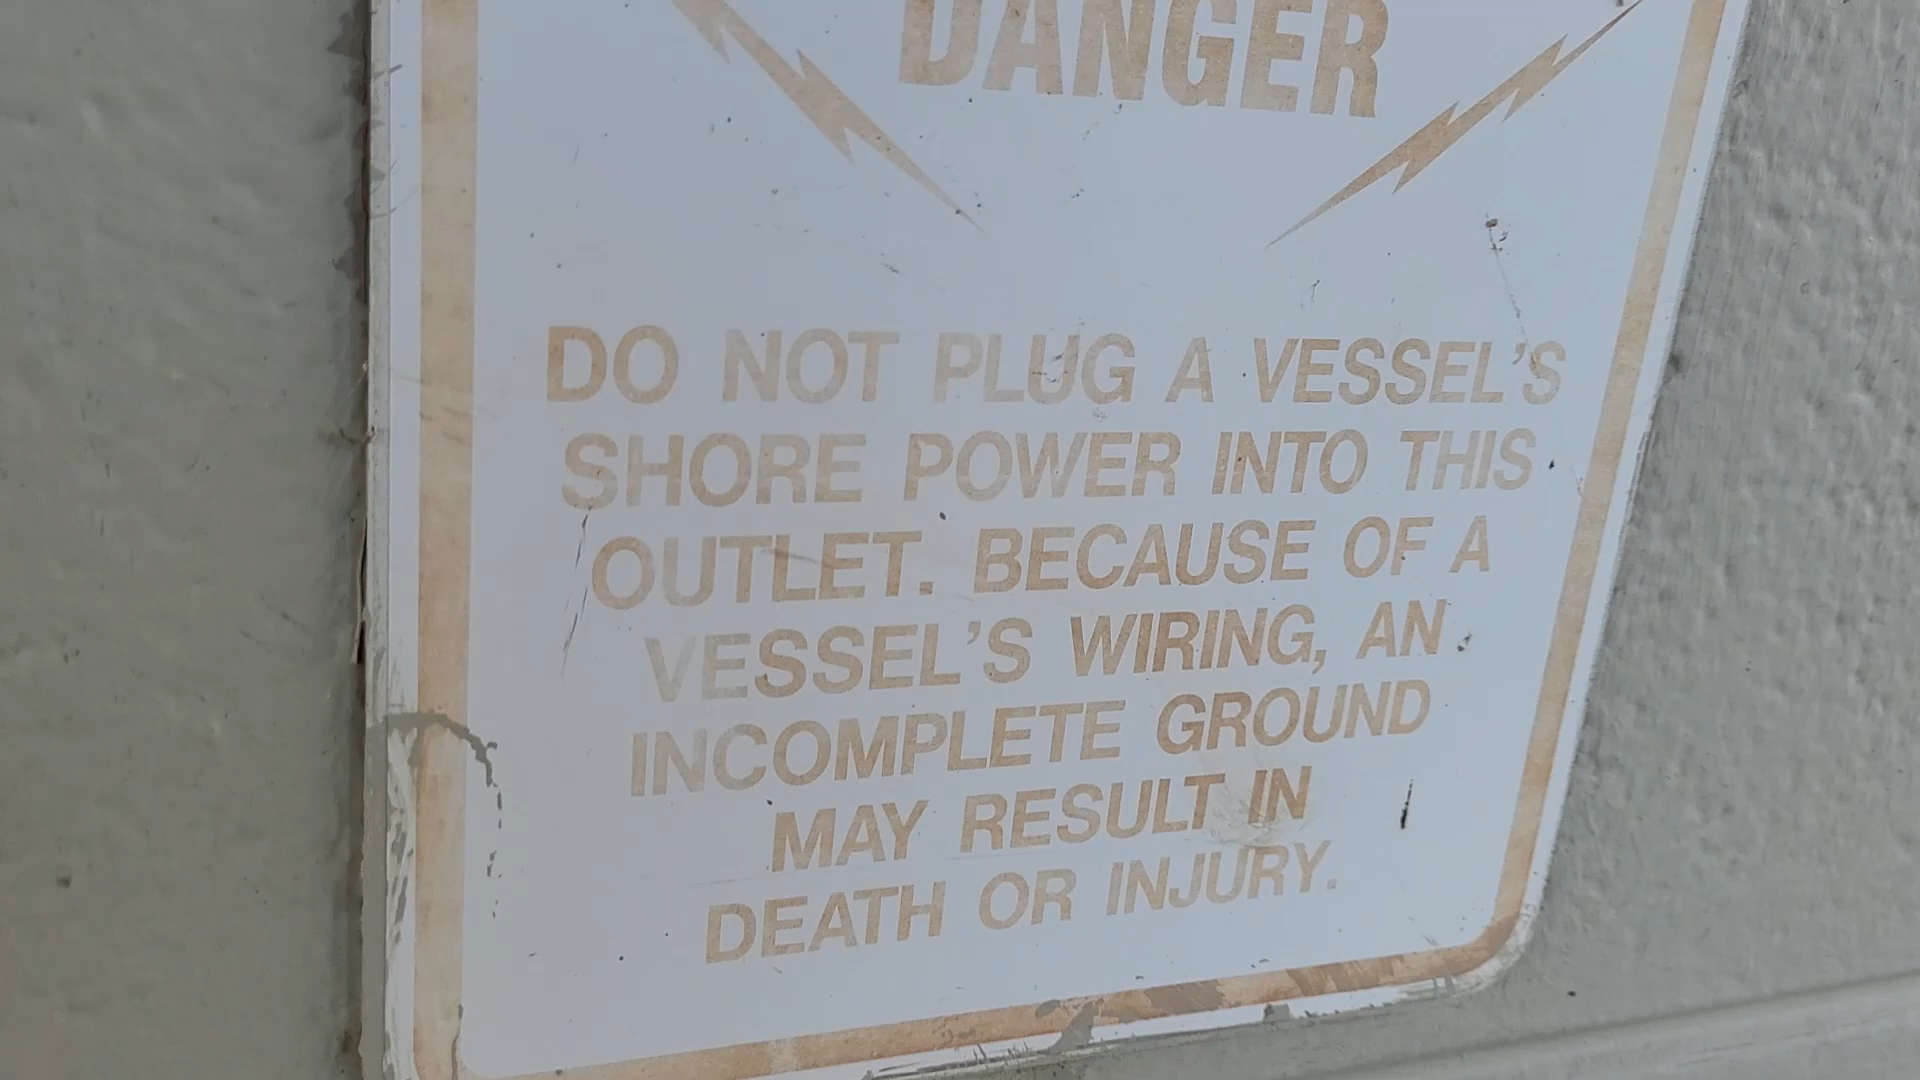 DANGER
DO NOT PLUG A VESSEL'S
SHORE POWER INTO THIS
OUTLET. BECAUSE OF A
VESSEL'S WIRING, AN
INCOMPLETE GROUND
MAY RESULT IN
DEATH OR INJURY.